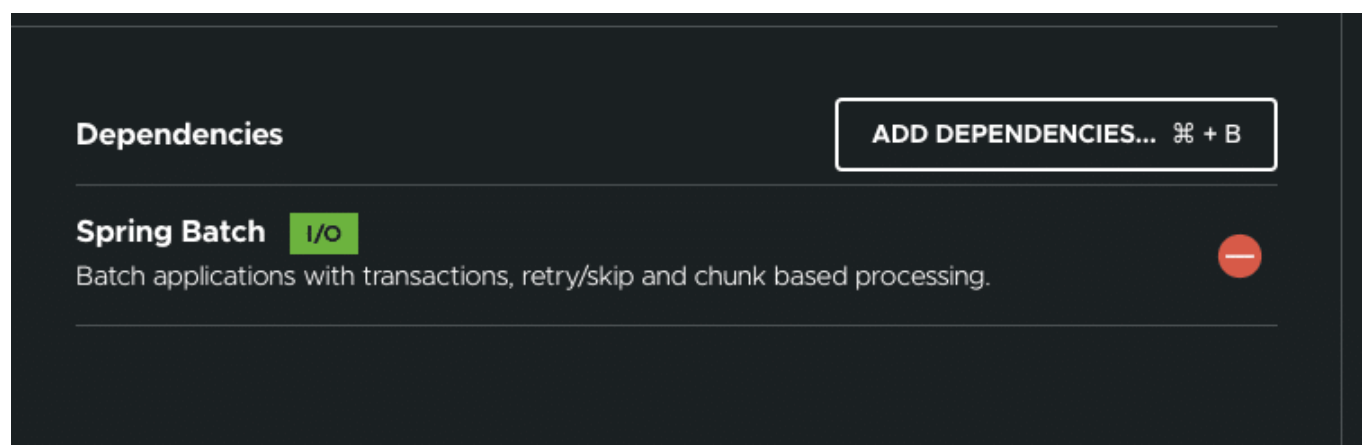 Dependencies
ADD DEPENDENCIES... ⌘ + B
Spring Batch I/O
Batch applications with transactions, retry/skip and chunk based processing.